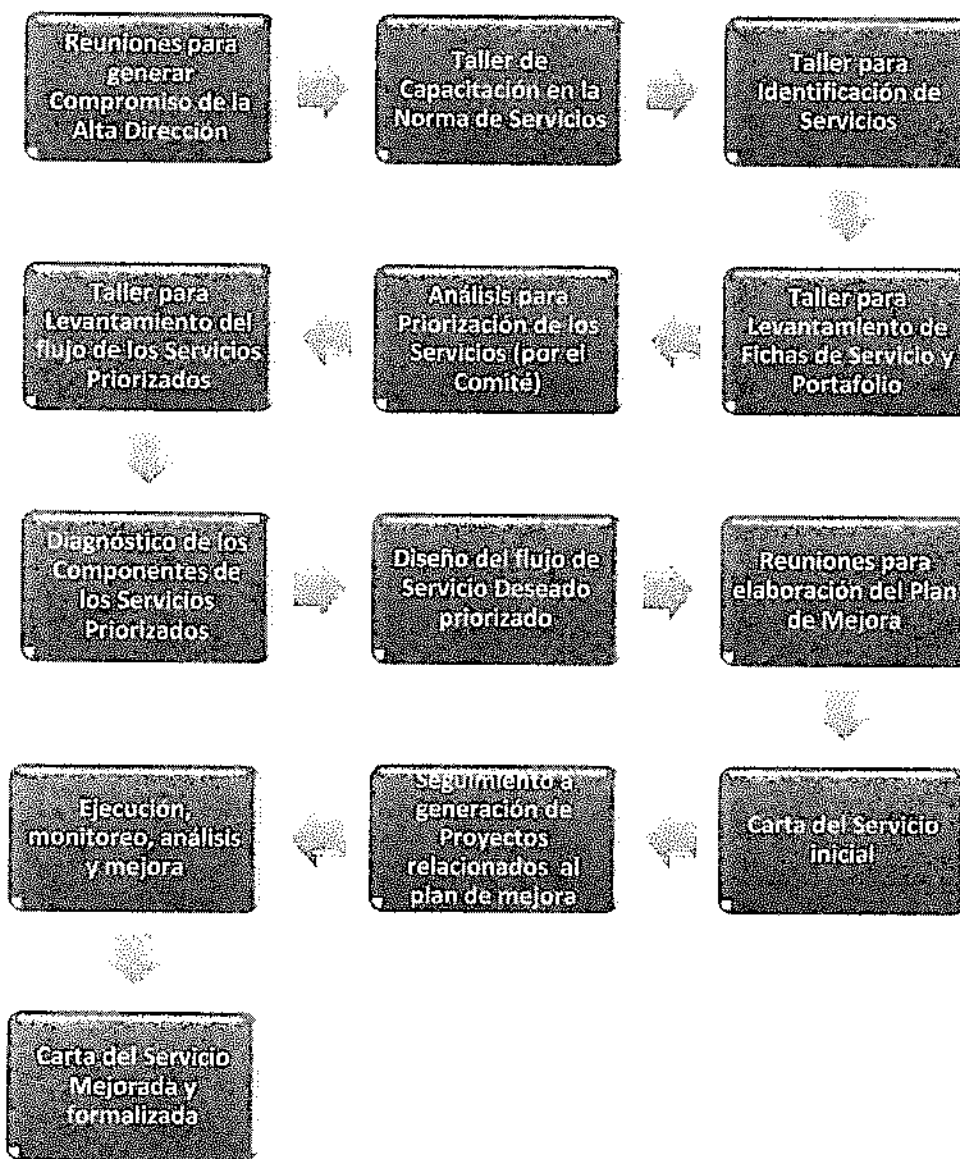 Reuniones para
generar
Compromiso de la
Alta Dirección
Taller de
Capacitación en la
Norma de Servicios
Taller para
Identificación de
Servicios
Taller para
Levantamiento de
Fichas de Servicio y
Portafolio
Análisis para
Priorización de los
Servicios (por el
Comité)
Taller para
Levantamiento del
flujo de los Servicios
Priorizados
Diagnóstico de los
Componentes de
los Servicios
Priorizados
Diseño del flujo de
Servicio Deseado
priorizado
Reuniones para
elaboración del Plan
de Mejora
Carta del Servicio
inicial
Seguimiento a
generación de
Proyectos
relacionados al
plan de mejora
Ejecución,
monitoreo, análisis
y mejora
Carta del Servicio
Mejorada y
formalizada